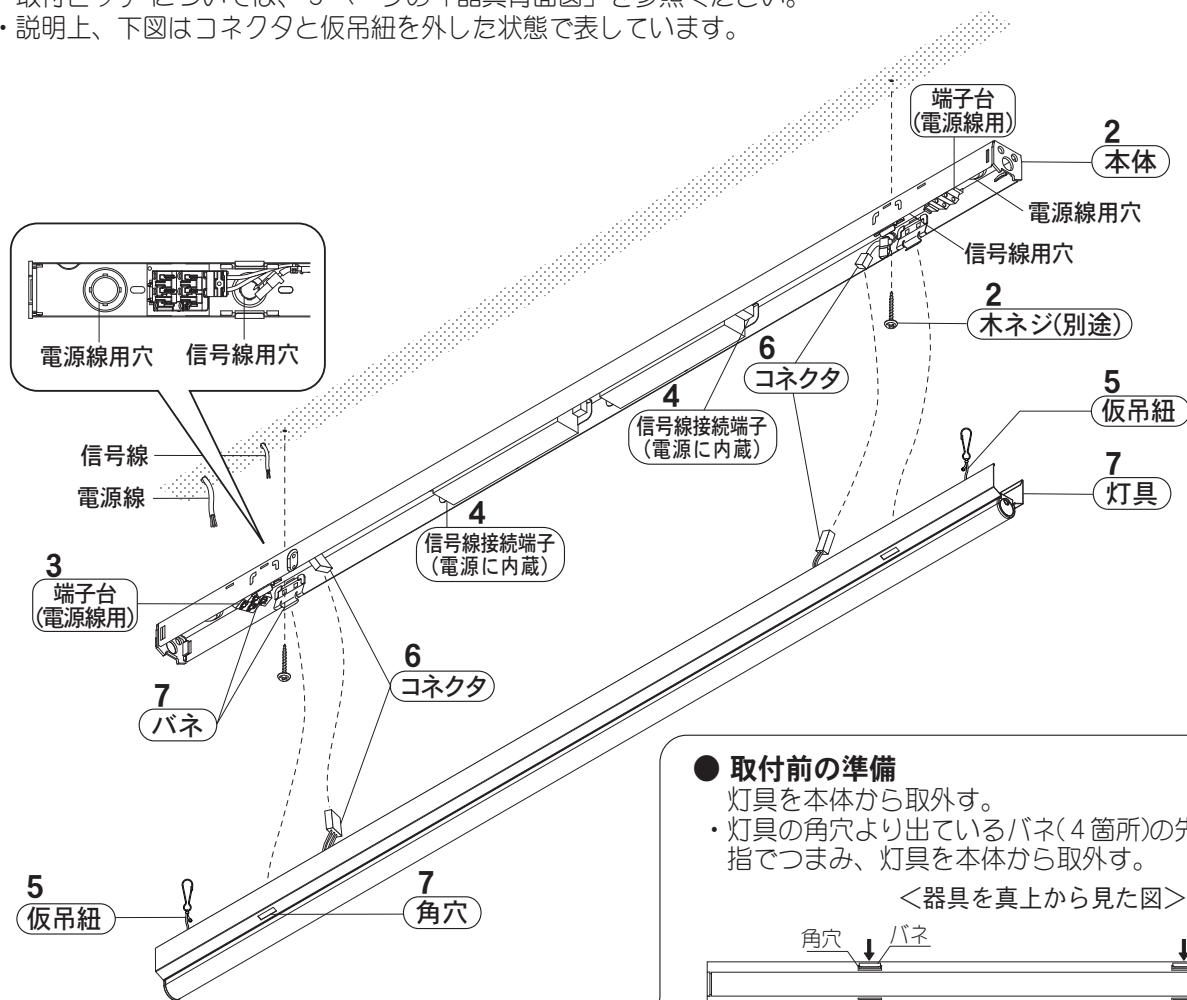 ・説明上、下図はコネクタと仮吊紐を外した状態で表しています。
端子台
(電源線用)
2
本体
電源線用穴
信号線用穴
2
木ネジ(別途)
電源線用穴
信号線用穴
6
コネクタ
4
信号線接続端子
(電源に内蔵)
5
仮吊紐
7
灯具
信号線
電源線
4
信号線接続端子
(電源に内蔵)
3
端子台
(電源線用)
6
コネクタ
7
バネ
● 取付前の準備
灯具を本体から取外す。
・灯具の角穴より出ているバネ(4箇所)の先
指でつまみ、灯具を本体から取外す。
<器具を真上から見た図>
角穴
バネ
5
仮吊紐
7
角穴